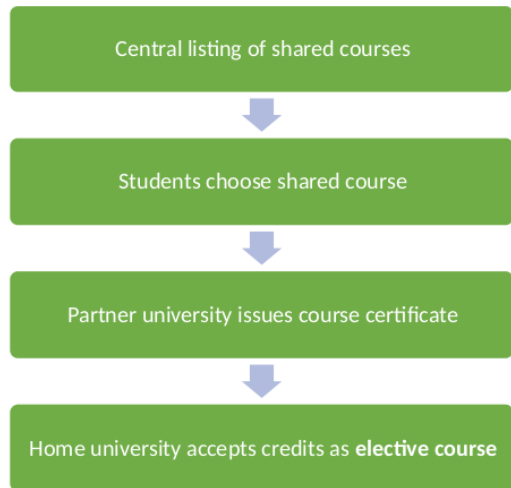 Central listing of shared courses
Students choose shared course
Partner university issues course certificate
Home university accepts credits as elective course